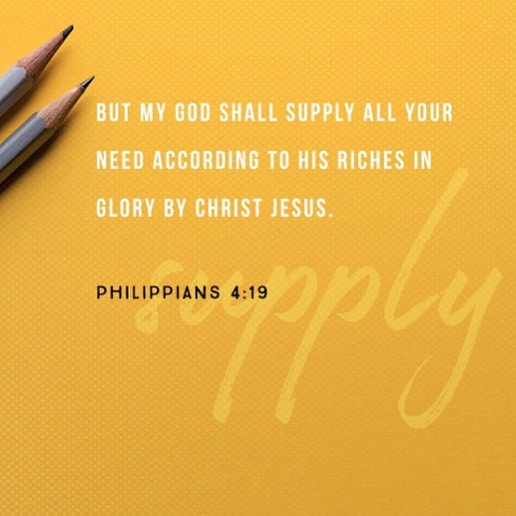 BUT MY GOD SHALL SUPPLY ALL YOUR
NEED ACCORDING TO HIS RICHES IN
GLORY BY CHRIST JESUS.
PHILIPPIANS 4:19
supply